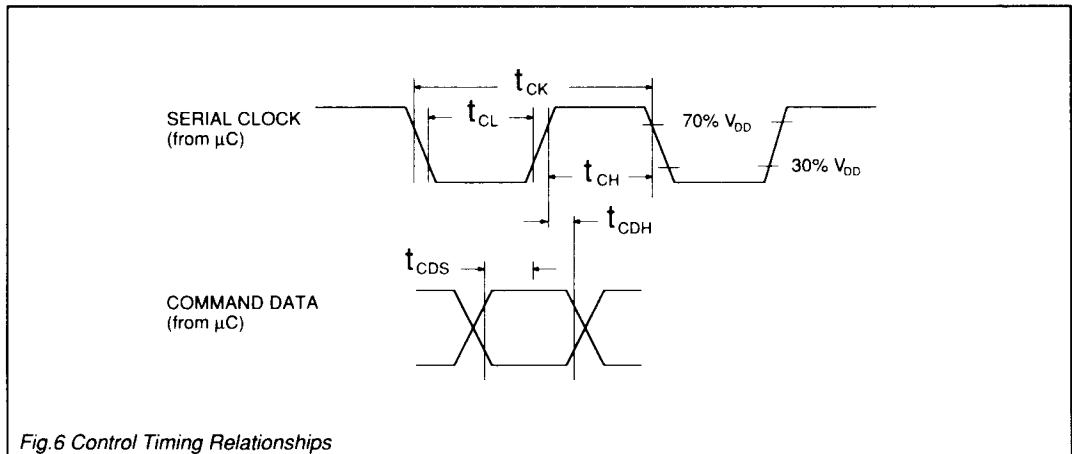 tCK
SERIAL CLOCK
(from µC)
tCL
70% VDD
30% VDD
tCH
tCDH
tCDS
COMMAND DATA
(from µC)
Fig.6 Control Timing Relationships